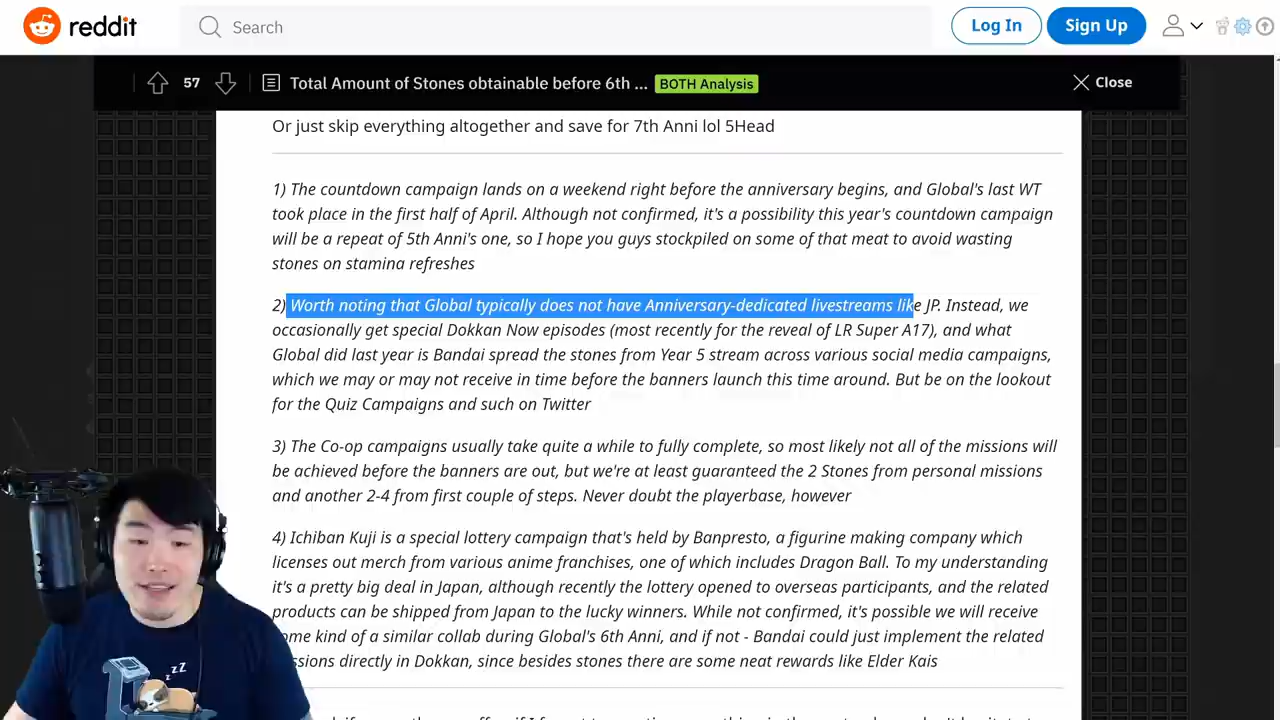 reddit
Search
Log In
Sign Up
57
Total Amount of Stones obtainable before 6th ...
BOTH Analysis
Close
Or just skip everything altogether and save for 7th Anni lol 5Head
1) The countdown campaign lands on a weekend right before the anniversary begins, and Global's last WT
took place in the first half of April. Although not confirmed, it's a possibility this year's countdown campaign
will be a repeat of 5th Anni's one, so I hope you guys stockpiled on some of that meat to avoid wasting
stones on stamina refreshes
2) Worth noting that Global typically does not have Anniversary-dedicated livestreams like JP. Instead, we
occasionally get special Dokkan Now episodes (most recently for the reveal of LR Super A17), and what
Global did last year is Bandai spread the stones from Year 5 stream across various social media campaigns,
which we may or may not receive in time before the banners launch this time around. But be on the lookout
for the Quiz Campaigns and such on Twitter
3) The Co-op campaigns usually take quite a while to fully complete, so most likely not all of the missions will
be achieved before the banners are out, but we're at least guaranteed the 2 Stones from personal missions
and another 2-4 from first couple of steps. Never doubt the playerbase, however
4) Ichiban Kuji is a special lottery campaign that's held by Banpresto, a figurine making company which
licenses out merch from various anime franchises, one of which includes Dragon Ball. To my understanding
it's a pretty big deal in Japan, although recently the lottery opened to overseas participants, and the related
products can be shipped from Japan to the lucky winners. While not confirmed, it's possible we will receive
some kind of a similar collab during Global's 6th Anni, and if not - Bandai could just implement the related
missions directly in Dokkan, since besides stones there are some neat rewards like Elder Kais
zzZ